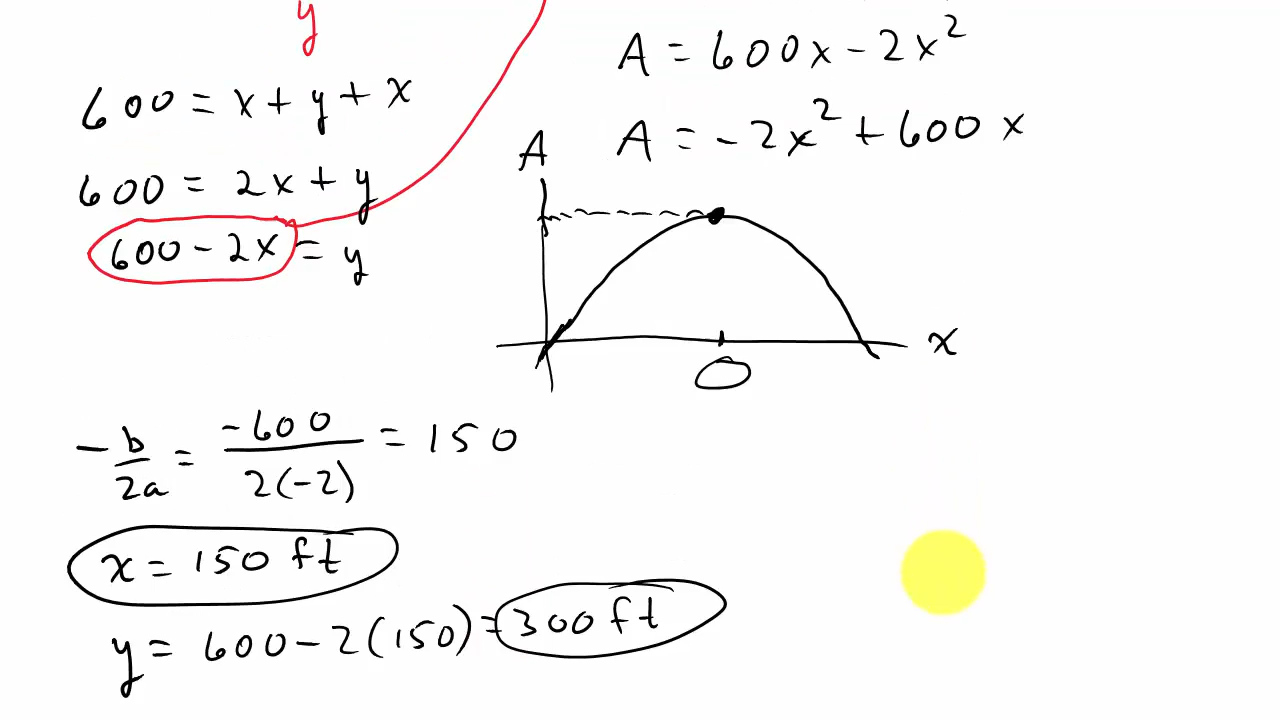 y
600 = x + y + x
600 = 2x + y
600 - 2x = y
A = 600x - 2x²
A = -2x² + 600x
A
x
-b/2a = -600/2(-2) = 150
x = 150 ft
y = 600 - 2(150) = 300 ft